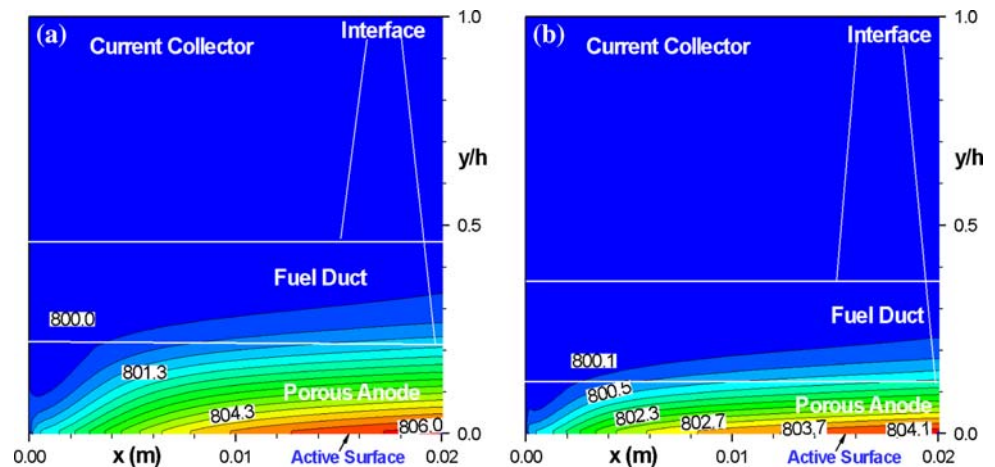 (a)
Current Collector
Interface
1.0
y/h
0.5
Fuel Duct
800.0
801.3
Porous Anode
804.3
806.0
0.0
0.00
x (m)
0.01
Active Surface
0.02
(b)
Current Collector
Interface
1.0
y/h
0.5
Fuel Duct
800.1
800.5
Porous Anode
802.3
802.7
803.7
804.1
0.0
0.00
x (m)
0.01
Active Surface
0.02